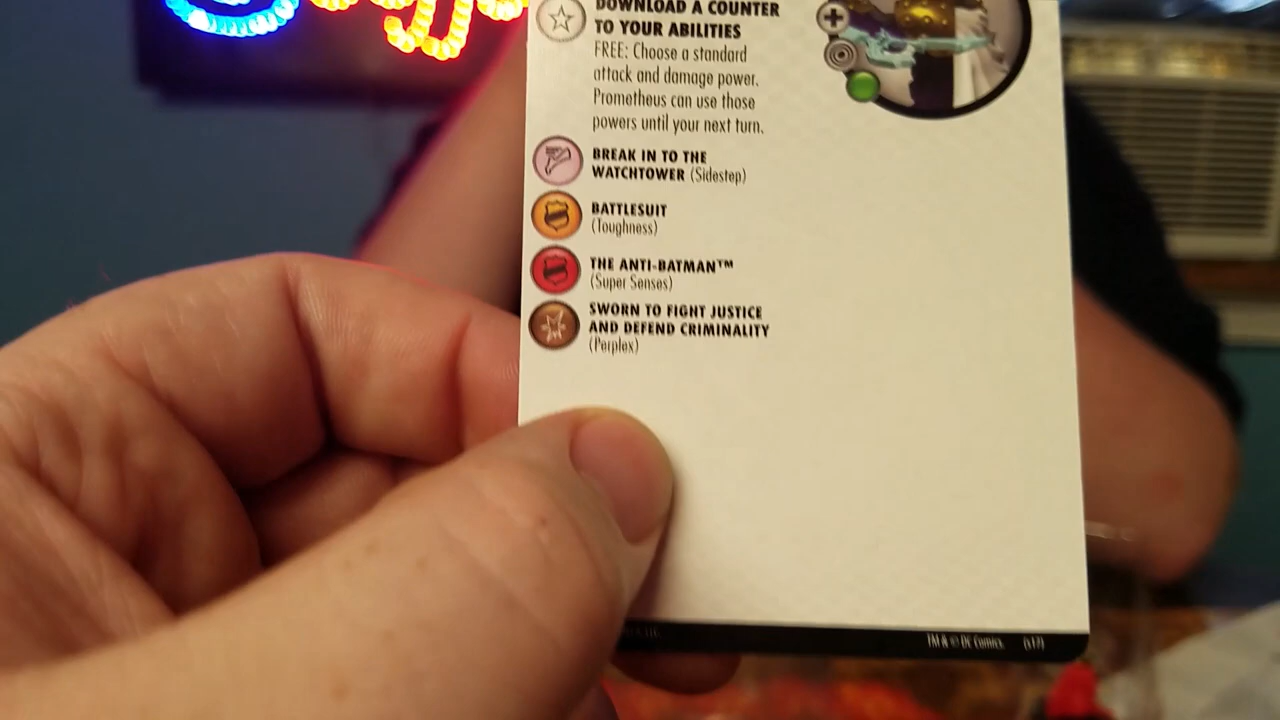 DOWNLOAD A COUNTER
TO YOUR ABILITIES
FREE: Choose a standard
attack and damage power.
Prometheus can use those
powers until your next turn.
BREAK IN TO THE
WATCHTOWER (Sidestep)
BATTLESUIT
(Toughness)
THE ANTI-BATMAN™
(Super Senses)
SWORN TO FIGHT JUSTICE
AND DEFEND CRIMINALITY
(Perplex)
TM & © DC Comics. (s17)